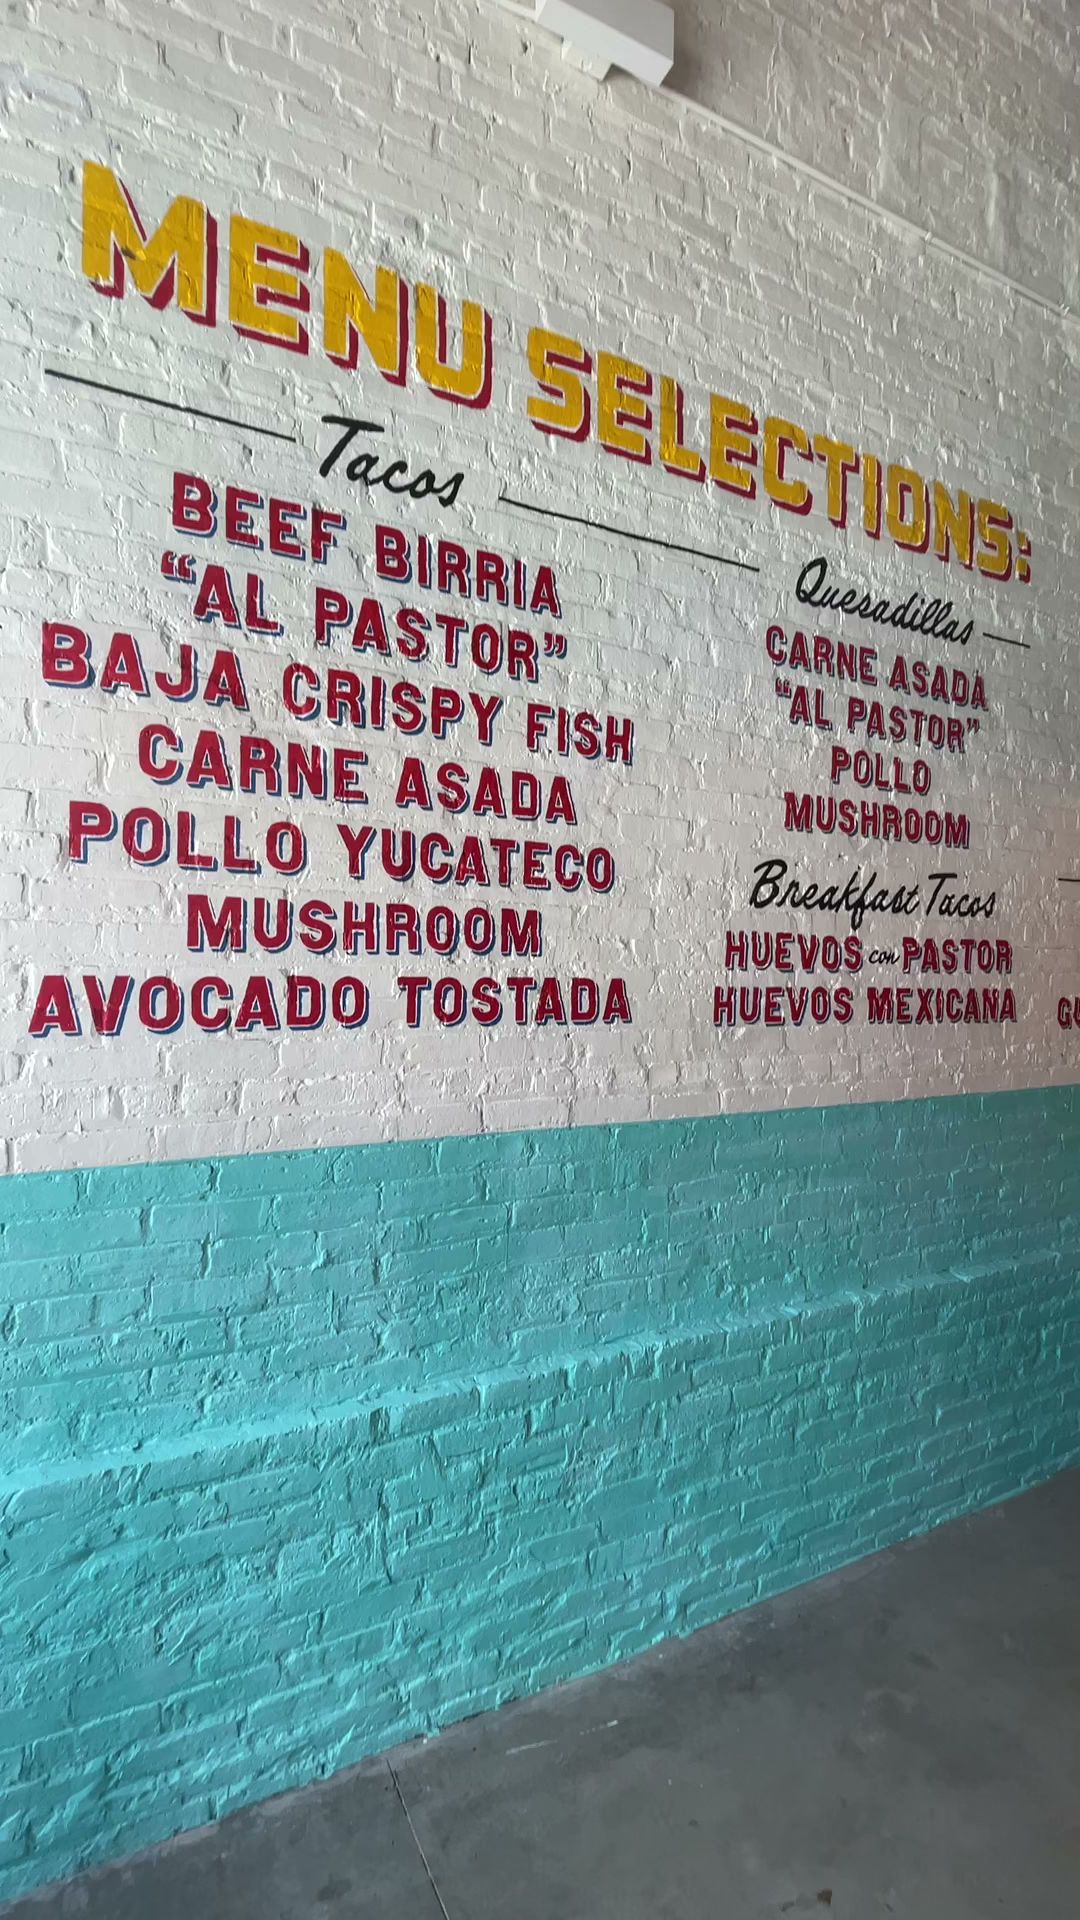 MENU SELECTIONS:
Tacos
BEEF BIRRIA
“AL PASTOR”
BAJA CRISPY FISH
CARNE ASADA
POLLO YUCATECO
MUSHROOM
AVOCADO TOSTADA
Quesadillas
CARNE ASADA
“AL PASTOR”
POLLO
MUSHROOM
Breakfast Tacos
HUEVOS con PASTOR
HUEVOS MEXICANA